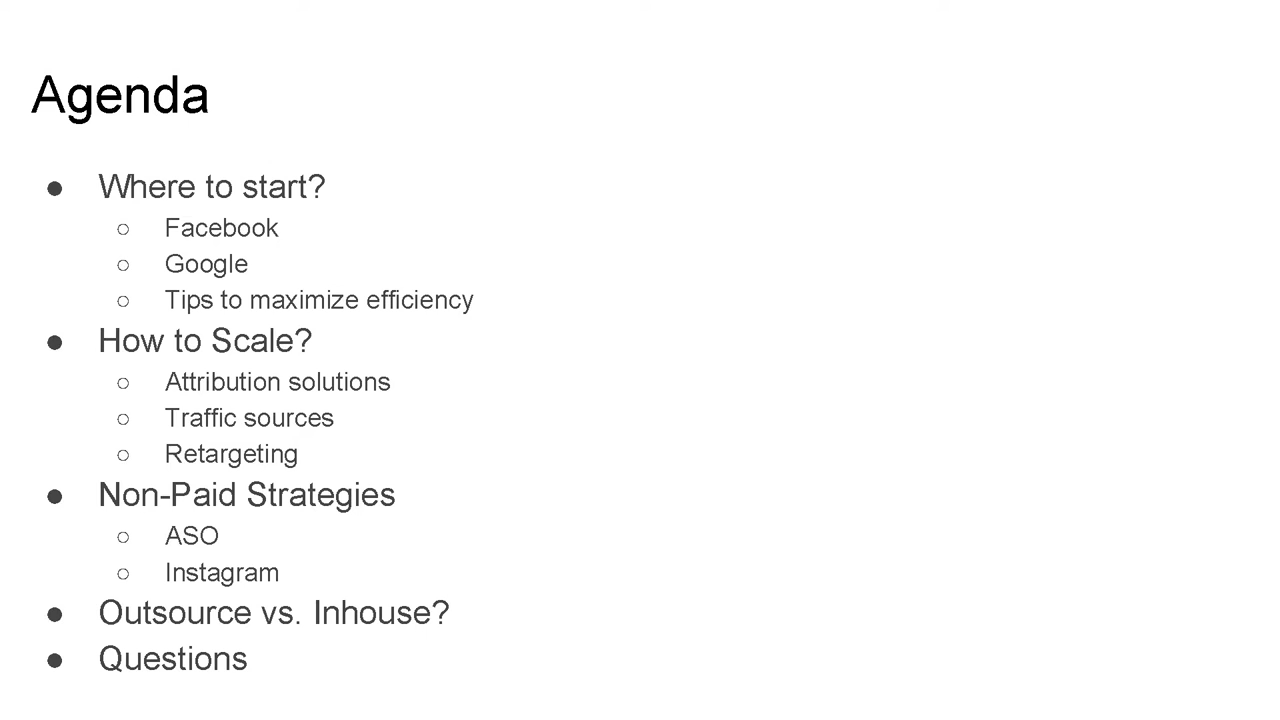 Agenda
● Where to start?
○ Facebook
○ Google
○ Tips to maximize efficiency
● How to Scale?
○ Attribution solutions
○ Traffic sources
○ Retargeting
● Non-Paid Strategies
○ ASO
○ Instagram
● Outsource vs. Inhouse?
● Questions